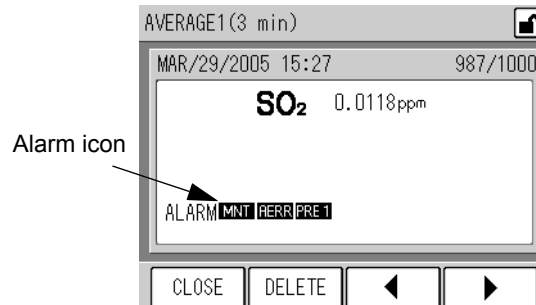 AVERAGE1(3 min)
MAR/29/2005 15:27 987/1000
SO₂ 0.0118ppm
Alarm icon
ALARM MNT AERR PRE 1
CLOSE DELETE